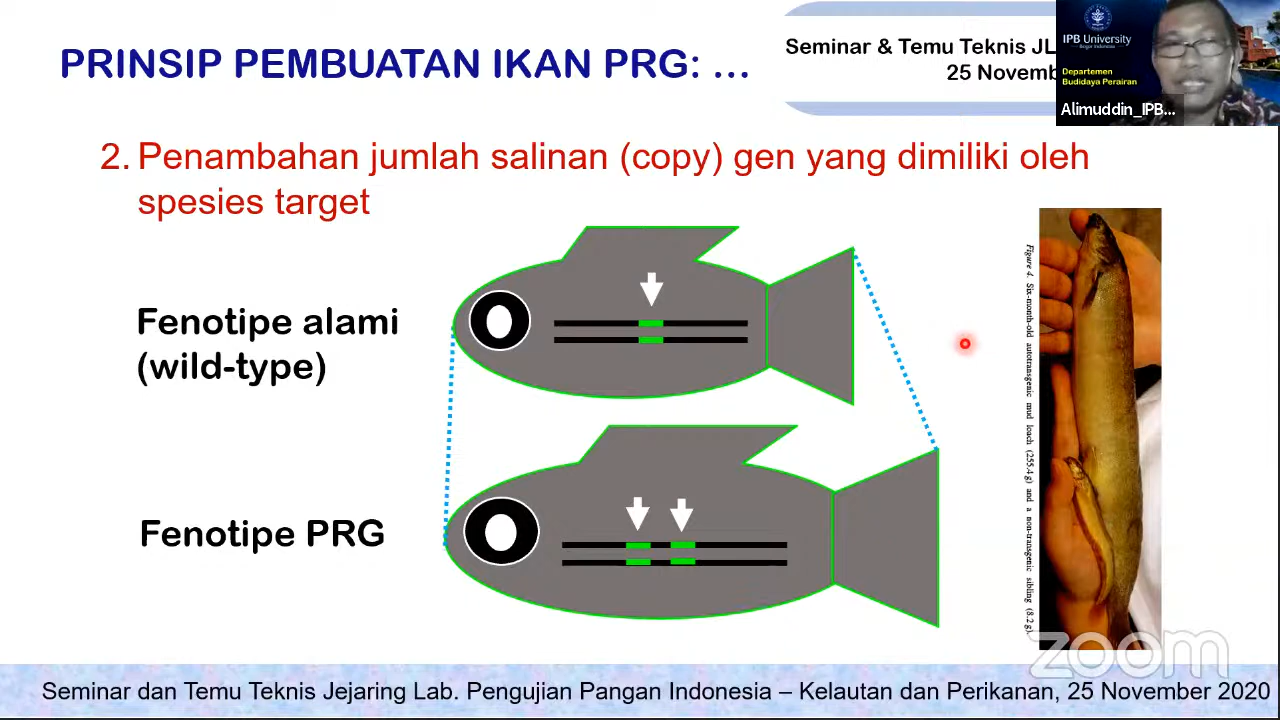 PRINSIP PEMBUATAN IKAN PRG: ...
Seminar & Temu Teknis JL
25 Novemb
IPB University
Bogor Indonesia
Departemen
Budidaya Perairan
Alimuddin_IPB...
2. Penambahan jumlah salinan (copy) gen yang dimiliki oleh
spesies target
Fenotipe alami
(wild-type)
Fenotipe PRG
Figure 4. Six-month-old autotransgenic mud loach (255.4 g) and a non-transgenic sibling (8.2 g).
zoom
Seminar dan Temu Teknis Jejaring Lab. Pengujian Pangan Indonesia – Kelautan dan Perikanan, 25 November 2020